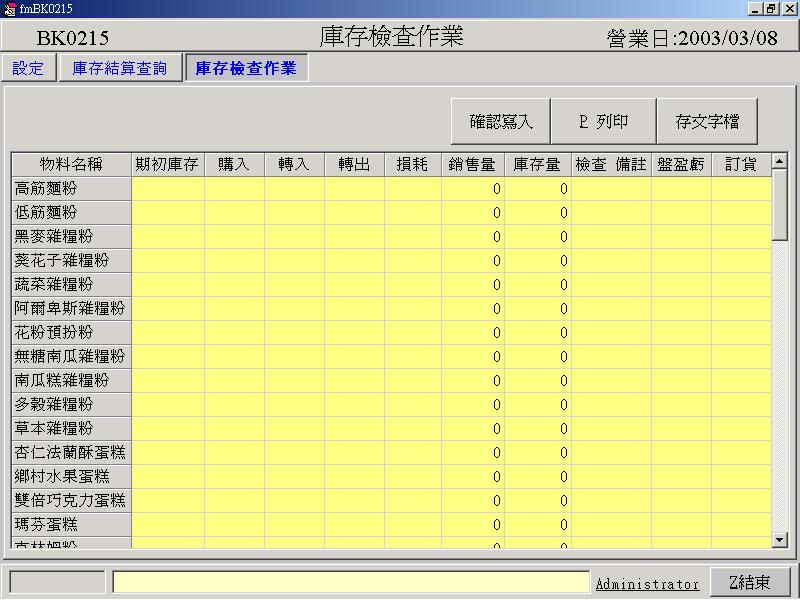 fmBK0215
BK0215 庫存檢查作業 營業日:2003/03/08
設定 庫存結算查詢 庫存檢查作業
確認寫入 P 列印 存文字檔
物料名稱 期初庫存 購入 轉入 轉出 損耗 銷售量 庫存量 檢查 備註 盤盈虧 訂貨
高筋麵粉 0 0
低筋麵粉 0 0
黑麥雜糧粉 0 0
葵花子雜糧粉 0 0
蔬菜雜糧粉 0 0
阿爾卑斯雜糧粉 0 0
花粉預扮粉 0 0
無糖南瓜雜糧粉 0 0
南瓜糕雜糧粉 0 0
多穀雜糧粉 0 0
草本雜糧粉 0 0
杏仁法蘭酥蛋糕 0 0
鄉村水果蛋糕 0 0
雙倍巧克力蛋糕 0 0
瑪芬蛋糕 0 0
克林姆粉 0 0
Administrator Z結束